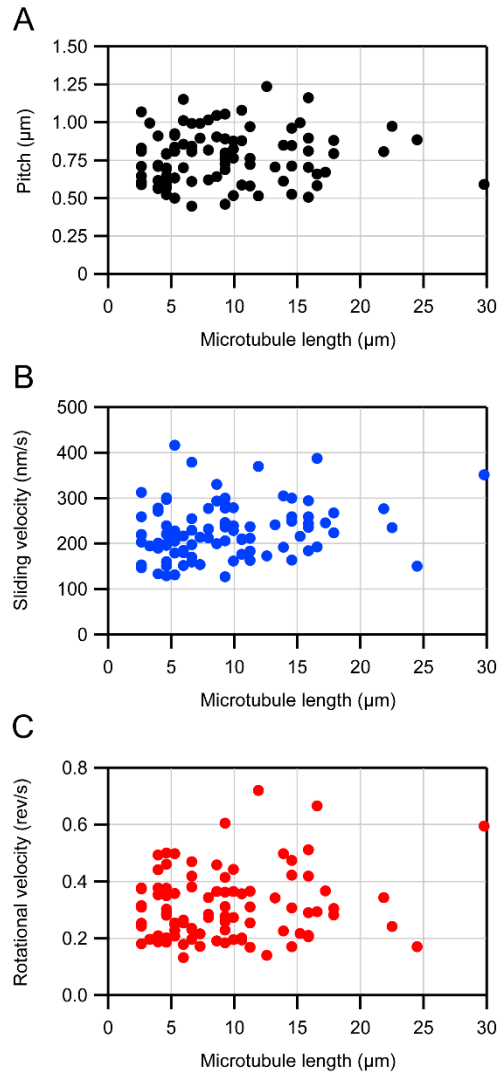 A
1.50
1.25
1.00
0.75
0.50
0.25
0
Pitch (µm)
0 5 10 15 20 25 30
Microtubule length (µm)
B
500
400
300
200
100
0
Sliding velocity (nm/s)
0 5 10 15 20 25 30
Microtubule length (µm)
C
0.8
0.6
0.4
0.2
0.0
Rotational velocity (rev/s)
0 5 10 15 20 25 30
Microtubule length (µm)